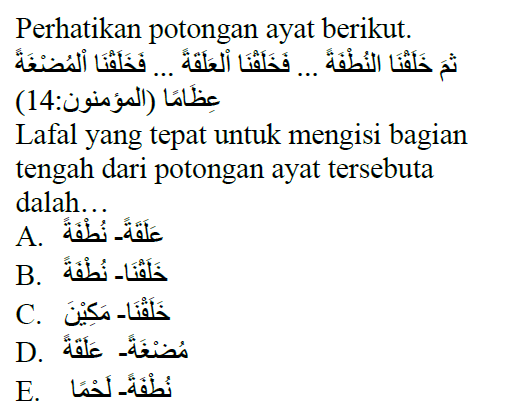 Perhatikan potongan ayat berikut.
ثمَ خَلَقْنَا النُطْفَةَ ... فَخَلَقْنَا الْعَلَقَةَ ... فَخَلَقْنَا الْمُضْغَةَ
عِظَامًا (المؤمنون:14)
Lafal yang tepat untuk mengisi bagian
tengah dari potongan ayat tersebuta
dalah…
A. عَلَقَةً- نُطْفَةً
B. خَلَقْنَا- نُطْفَةً
C. خَلَقْنَا- مَكِيْنَ
D. مُضْغَةً- عَلَقَةً
E. نُطْفَةً- لَحْمًا